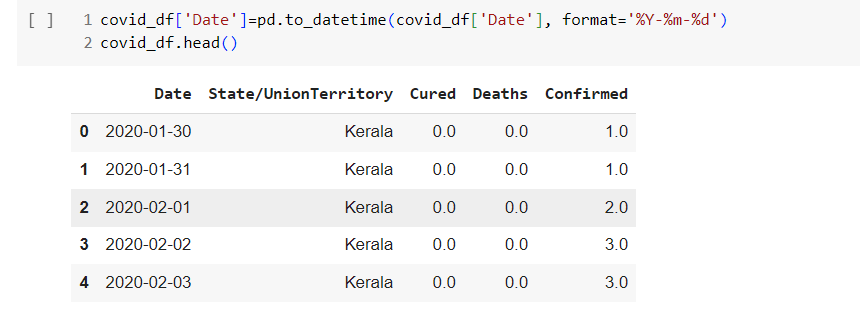 [ ] 1 covid_df['Date']=pd.to_datetime(covid_df['Date'], format='%Y-%m-%d')
2 covid_df.head()
Date State/UnionTerritory Cured Deaths Confirmed
0 2020-01-30 Kerala 0.0 0.0 1.0
1 2020-01-31 Kerala 0.0 0.0 1.0
2 2020-02-01 Kerala 0.0 0.0 2.0
3 2020-02-02 Kerala 0.0 0.0 3.0
4 2020-02-03 Kerala 0.0 0.0 3.0